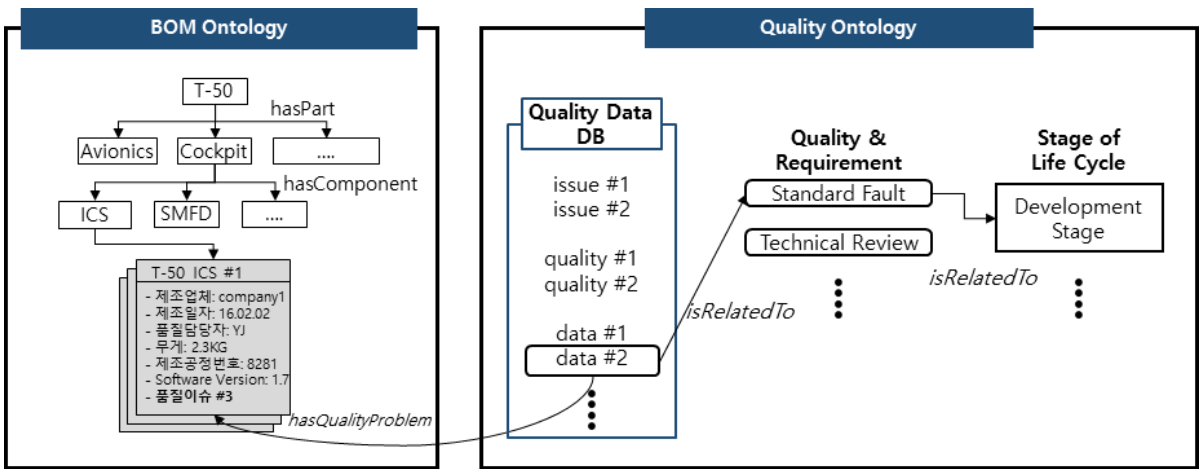 BOM Ontology
T-50
hasPart
Avionics
Cockpit
....
hasComponent
ICS
SMFD
....
T-50 ICS #1
- 제조업체: company1
- 제조일자: 16.02.02
- 품질담당자: YJ
- 무게: 2.3KG
- 제조공정번호: 8281
- Software Version: 1.7
- 품질이슈 #3
hasQualityProblem
Quality Ontology
Quality Data
DB
issue #1
issue #2
quality #1
quality #2
data #1
data #2
isRelatedTo
Quality &
Requirement
Standard Fault
Technical Review
isRelatedTo
Stage of
Life Cycle
Development
Stage